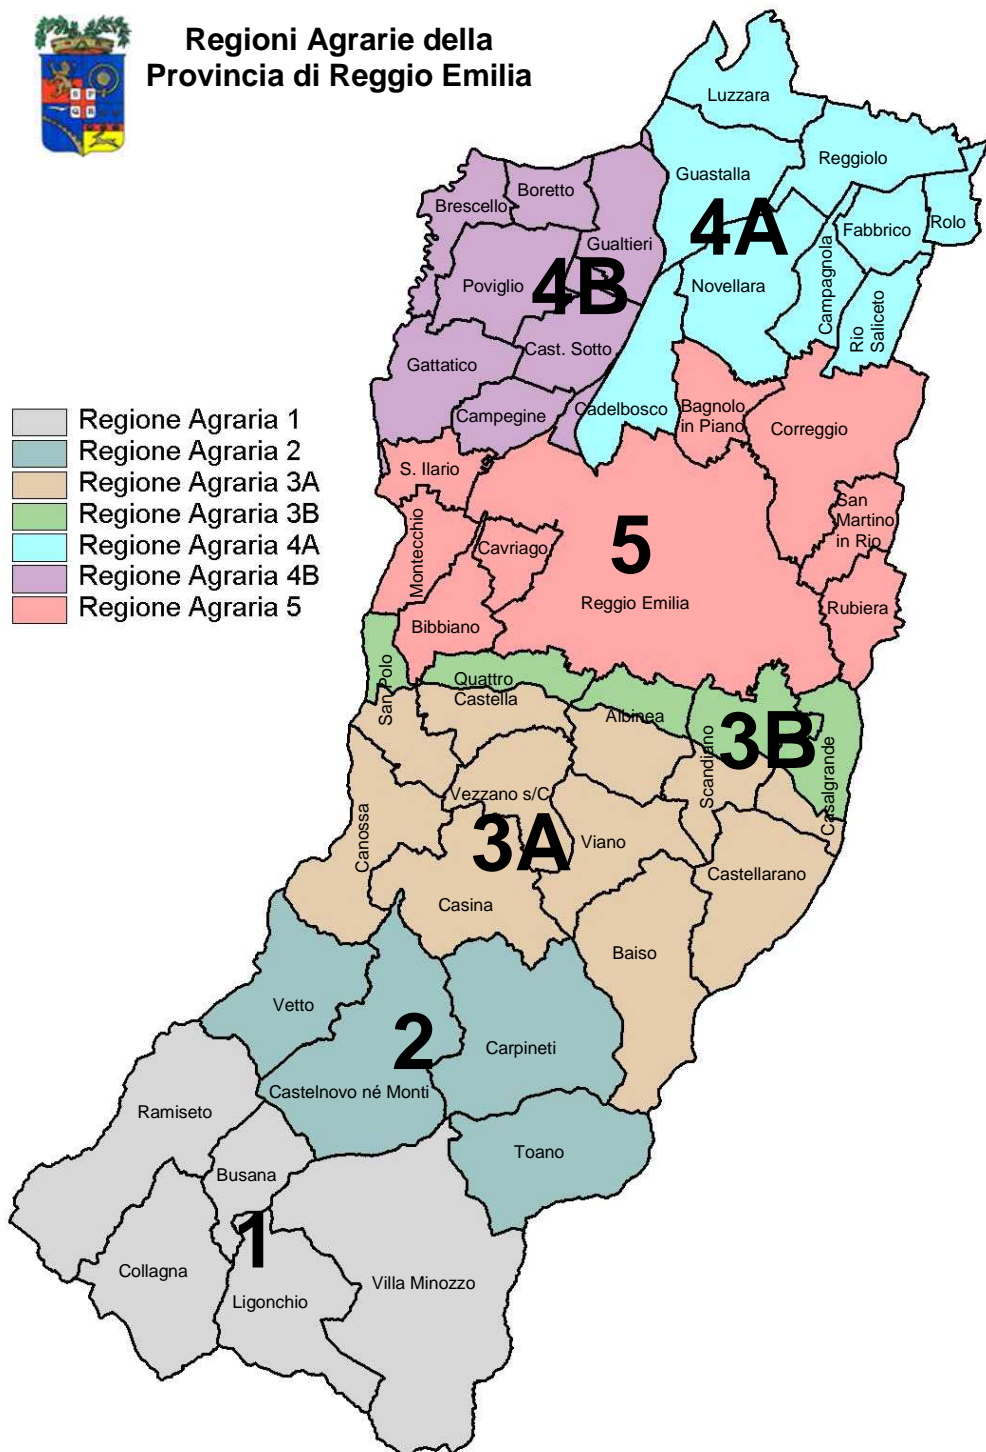 Regioni Agrarie della
Provincia di Reggio Emilia
Luzzara
Guastalla
Reggiolo
Boretto
Brescello
4A
Fabbrico
Rolo
Gualtieri
Campagnola
4B
Poviglio
Novellara
Rio
Saliceto
Cast. Sotto
Gattatico
Campegine
Cadelbosco
Bagnolo
in Piano
Correggio
Regione Agraria 1
Regione Agraria 2
Regione Agraria 3A
Regione Agraria 3B
Regione Agraria 4A
Regione Agraria 4B
Regione Agraria 5
S. Ilario
San
Martino
in Rio
Montecchio
Cavriago
5
Reggio Emilia
Rubiera
Bibbiano
San Polo
Quattro
Castella
Albinea
Scandiano
3B
Casalgrande
Vezzano s/C
Canossa
3A
Viano
Castellarano
Casina
Baiso
Vetto
2
Carpineti
Castelnovo né Monti
Ramiseto
Toano
Busana
1
Collagna
Villa Minozzo
Ligonchio